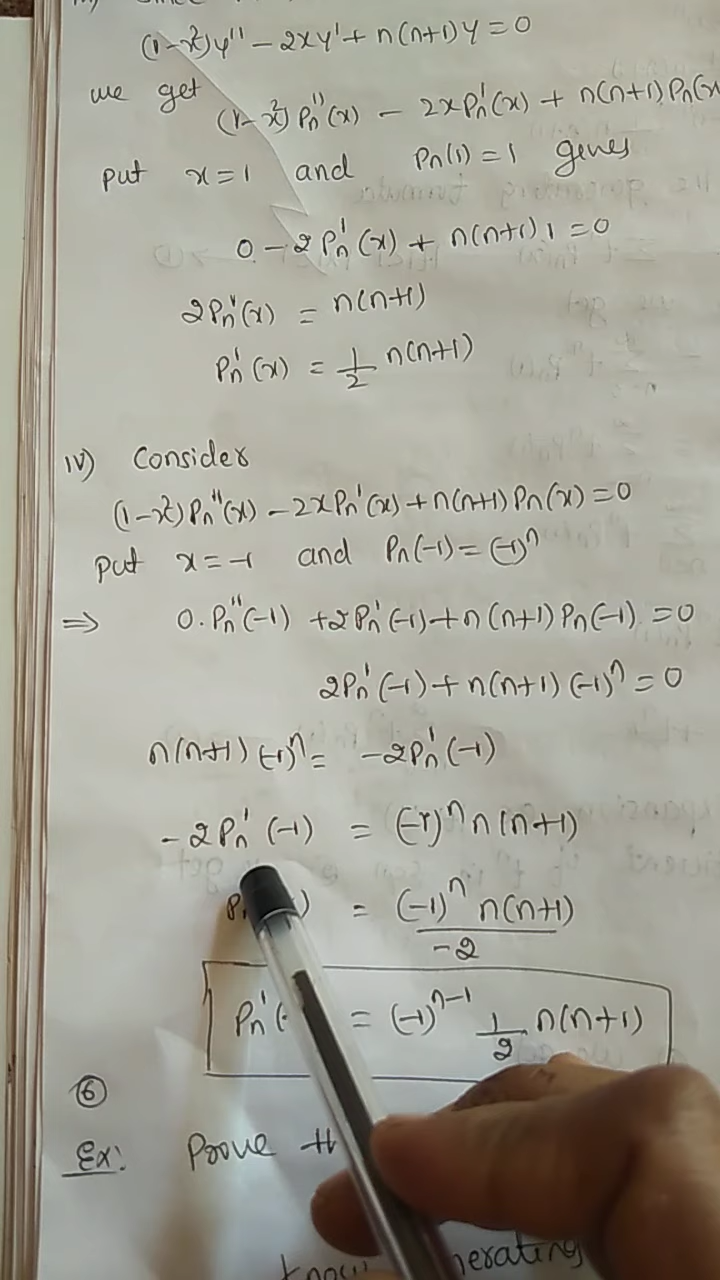 (1-x²)y'' - 2xy' + n(n+1)y = 0
we get (1-x²)Pn''(x) - 2xPn'(x) + n(n+1)Pn(x
put x=1 and Pn(1) = 1 gives
0 - 2Pn'(x) + n(n+1)1 = 0
2Pn'(x) = n(n+1)
Pn'(x) = 1/2 n(n+1)
iv) Consider
(1-x²)Pn''(x) - 2xPn'(x) + n(n+1)Pn(x) = 0
put x=-1 and Pn(-1) = (-1)^n
⇒ 0.Pn''(-1) + 2Pn'(-1) + n(n+1)Pn(-1) = 0
2Pn'(-1) + n(n+1)(-1)^n = 0
n(n+1)(-1)^n = -2Pn'(-1)
-2Pn'(-1) = (-1)^n n(n+1)
= (-1)^n n(n+1)/-2
Pn'( = (-1)^{n-1} 1/2 n(n+1)
⑥
Ex: Prove